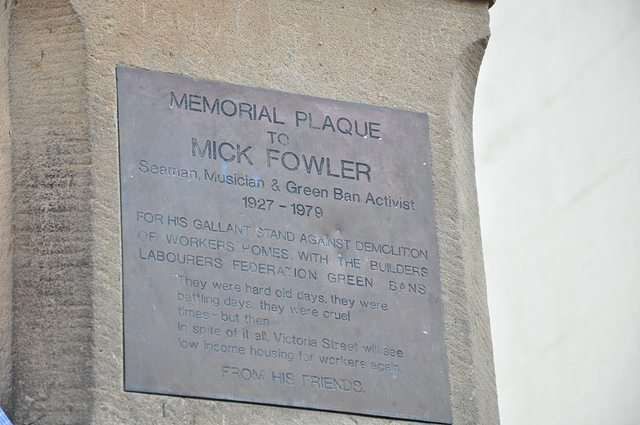 MEMORIAL PLAQUE
TO
MICK FOWLER
Seaman, Musician & Green Ban Activist
1927 - 1979
FOR HIS GALLANT STAND AGAINST DEMOLITION
OF WORKERS HOMES. WITH THE BUILDERS
LABOURERS FEDERATION GREEN BANS.
They were hard old days, they were
battling days, they were cruel
times - but then
in spite of it all, Victoria Street will see
low income housing for workers again.
FROM HIS FRIENDS.